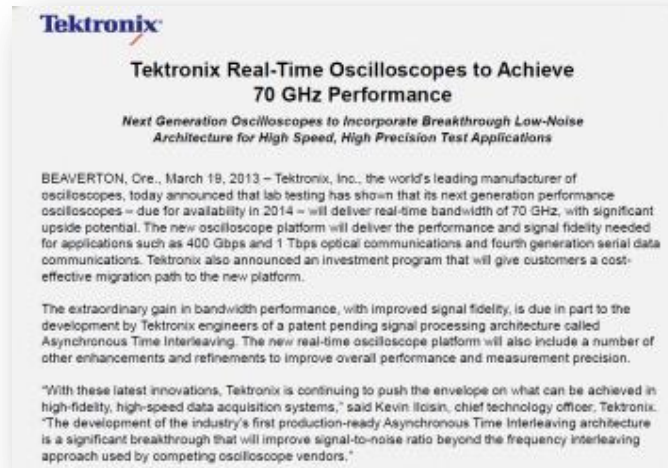 Tektronix
Tektronix Real-Time Oscilloscopes to Achieve
70 GHz Performance
Next Generation Oscilloscopes to Incorporate Breakthrough Low-Noise
Architecture for High Speed, High Precision Test Applications
BEAVERTON, Ore., March 19, 2013 – Tektronix, Inc., the world's leading manufacturer of
oscilloscopes, today announced that lab testing has shown that its next generation performance
oscilloscopes – due for availability in 2014 – will deliver real-time bandwidth of 70 GHz, with significant
upside potential. The new oscilloscope platform will deliver the performance and signal fidelity needed
for applications such as 400 Gbps and 1 Tbps optical communications and fourth generation serial data
communications. Tektronix also announced an investment program that will give customers a cost-
effective migration path to the new platform.
The extraordinary gain in bandwidth performance, with improved signal fidelity, is due in part to the
development by Tektronix engineers of a patent pending signal processing architecture called
Asynchronous Time Interleaving. The new real-time oscilloscope platform will also include a number of
other enhancements and refinements to improve overall performance and measurement precision.
"With these latest innovations, Tektronix is continuing to push the envelope on what can be achieved in
high-fidelity, high-speed data acquisition systems," said Kevin Ilcisin, chief technology officer, Tektronix.
"The development of the industry's first production-ready Asynchronous Time Interleaving architecture
is a significant breakthrough that will improve signal-to-noise ratio beyond the frequency interleaving
approach used by competing oscilloscope vendors."